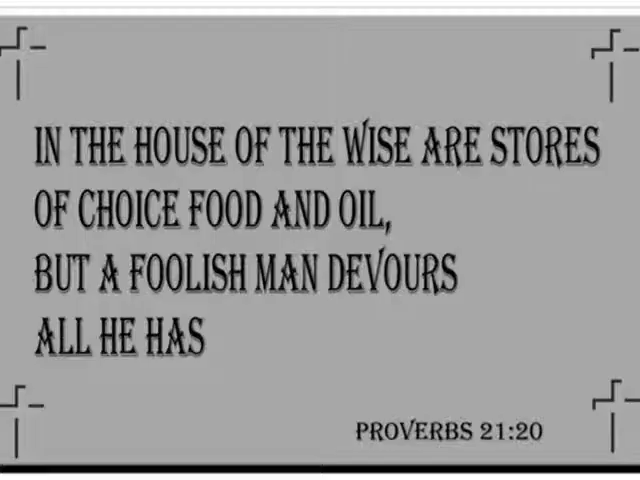 IN THE HOUSE OF THE WISE ARE STORES
OF CHOICE FOOD AND OIL,
BUT A FOOLISH MAN DEVOURS
ALL HE HAS
PROVERBS 21:20